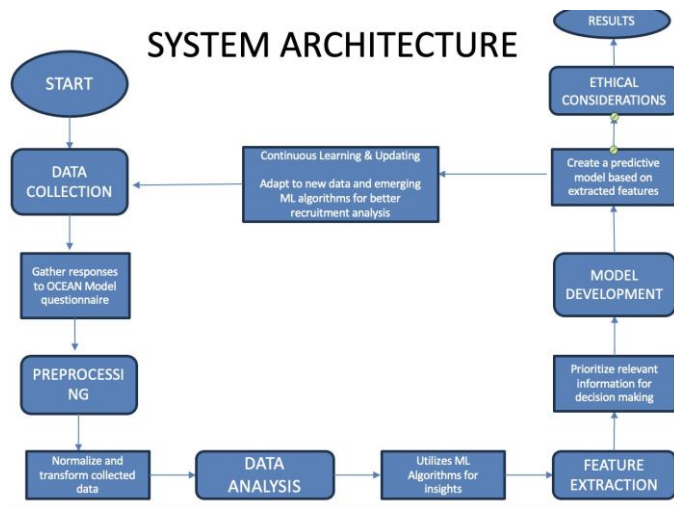 SYSTEM ARCHITECTURE
START
DATA
COLLECTION
Gather responses
to OCEAN Model
questionnaire
PREPROCESSI
NG
Normalize and
transform collected
data
DATA
ANALYSIS
Utilizes ML
Algorithms for
insights
FEATURE
EXTRACTION
Prioritize relevant
information for
decision making
MODEL
DEVELOPMENT
Create a predictive
model based on
extracted features
Continuous Learning & Updating
Adapt to new data and emerging
ML algorithms for better
recruitment analysis
ETHICAL
CONSIDERATIONS
RESULTS